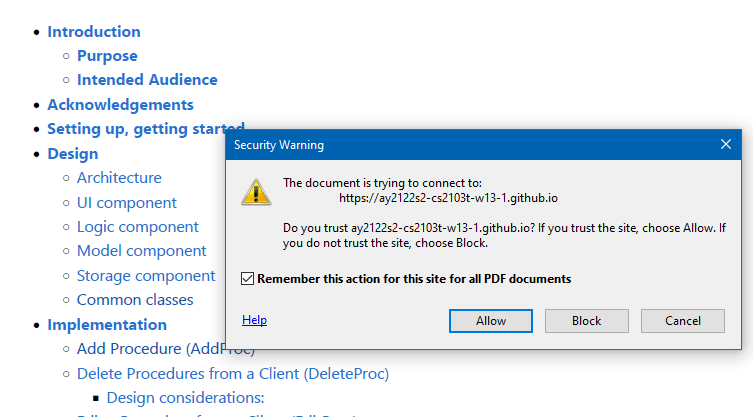 Introduction
Purpose
Intended Audience
Acknowledgements
Setting up, getting started
Design
Architecture
UI component
Logic component
Model component
Storage component
Common classes
Implementation
Add Procedure (AddProc)
Delete Procedures from a Client (DeleteProc)
Design considerations:
Security Warning
The document is trying to connect to:
https://ay2122s2-cs2103t-w13-1.github.io
Do you trust ay2122s2-cs2103t-w13-1.github.io? If you trust the site, choose Allow. If
you do not trust the site, choose Block.
Remember this action for this site for all PDF documents
Help
Allow
Block
Cancel